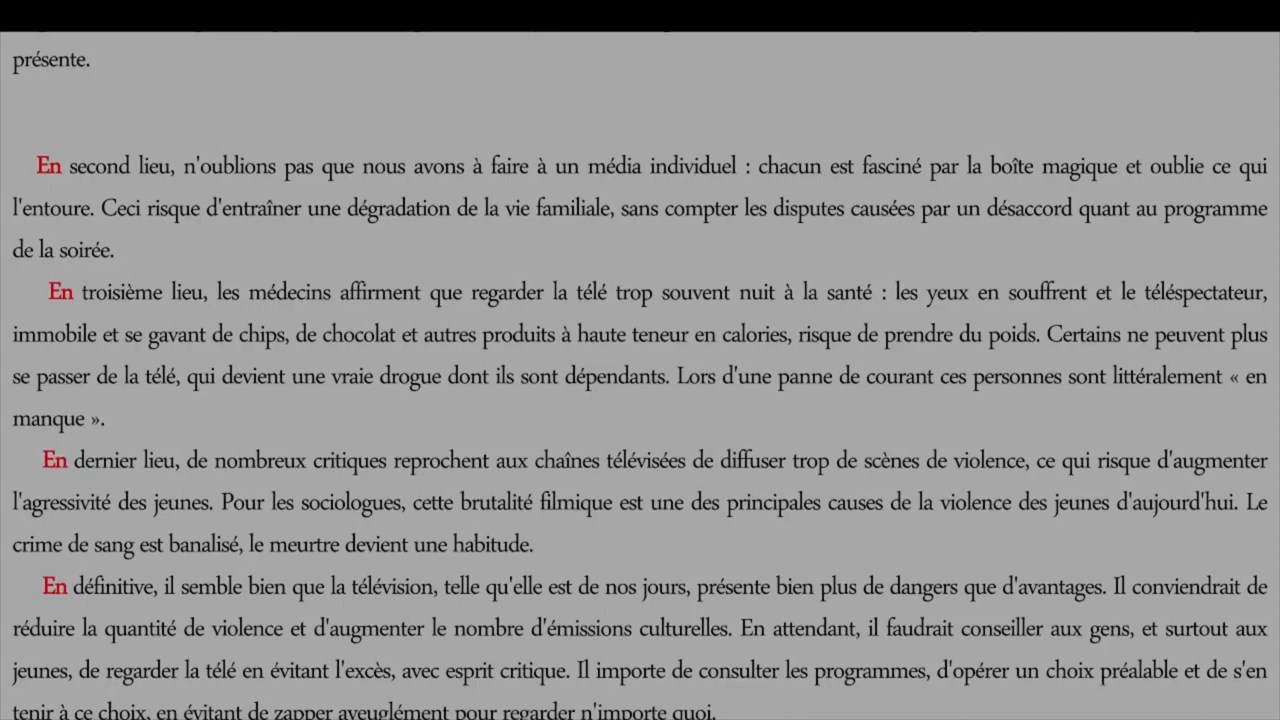 présente.
En second lieu, n'oublions pas que nous avons à faire à un média individuel : chacun est fasciné par la boîte magique et oublie ce qui
l'entoure. Ceci risque d'entraîner une dégradation de la vie familiale, sans compter les disputes causées par un désaccord quant au programme
de la soirée.
En troisième lieu, les médecins affirment que regarder la télé trop souvent nuit à la santé : les yeux en souffrent et le téléspectateur,
immobile et se gavant de chips, de chocolat et autres produits à haute teneur en calories, risque de prendre du poids. Certains ne peuvent plus
se passer de la télé, qui devient une vraie drogue dont ils sont dépendants. Lors d'une panne de courant ces personnes sont littéralement « en
manque ».
En dernier lieu, de nombreux critiques reprochent aux chaînes télévisées de diffuser trop de scènes de violence, ce qui risque d'augmenter
l'agressivité des jeunes. Pour les sociologues, cette brutalité filmique est une des principales causes de la violence des jeunes d'aujourd'hui. Le
crime de sang est banalisé, le meurtre devient une habitude.
En définitive, il semble bien que la télévision, telle qu'elle est de nos jours, présente bien plus de dangers que d'avantages. Il conviendrait de
réduire la quantité de violence et d'augmenter le nombre d'émissions culturelles. En attendant, il faudrait conseiller aux gens, et surtout aux
jeunes, de regarder la télé en évitant l'excès, avec esprit critique. Il importe de consulter les programmes, d'opérer un choix préalable et de s'en
tenir à ce choix, en évitant de zapper aveuglément pour regarder n'importe quoi.